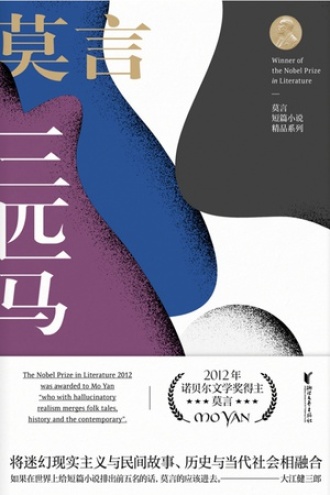 莫言
三匹马
Winner of
the Nobel Prize
in Literature
莫言
短篇小说
精品系列
The Nobel Prize in Literature 2012
was awarded to Mo Yan
"who with hallucinatory
realism merges folk tales,
history and the contemporary".
2012年
诺贝尔文学奖得主
★★★ 莫言 ★★★
MO YAN
将迷幻现实主义与民间故事、历史与当代社会相融合
如果在世界上给短篇小说排出前五名的话，莫言的应该进去。——大江健三郎